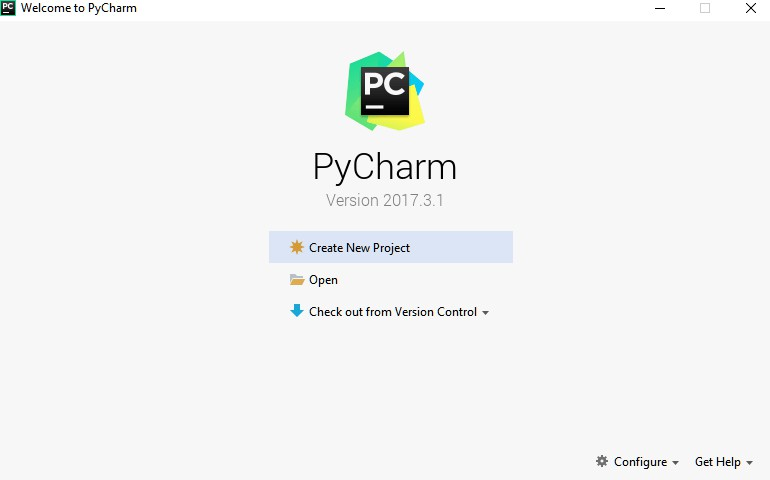 PC Welcome to PyCharm
PC
PyCharm
Version 2017.3.1
Create New Project
Open
Check out from Version Control
Configure Get Help